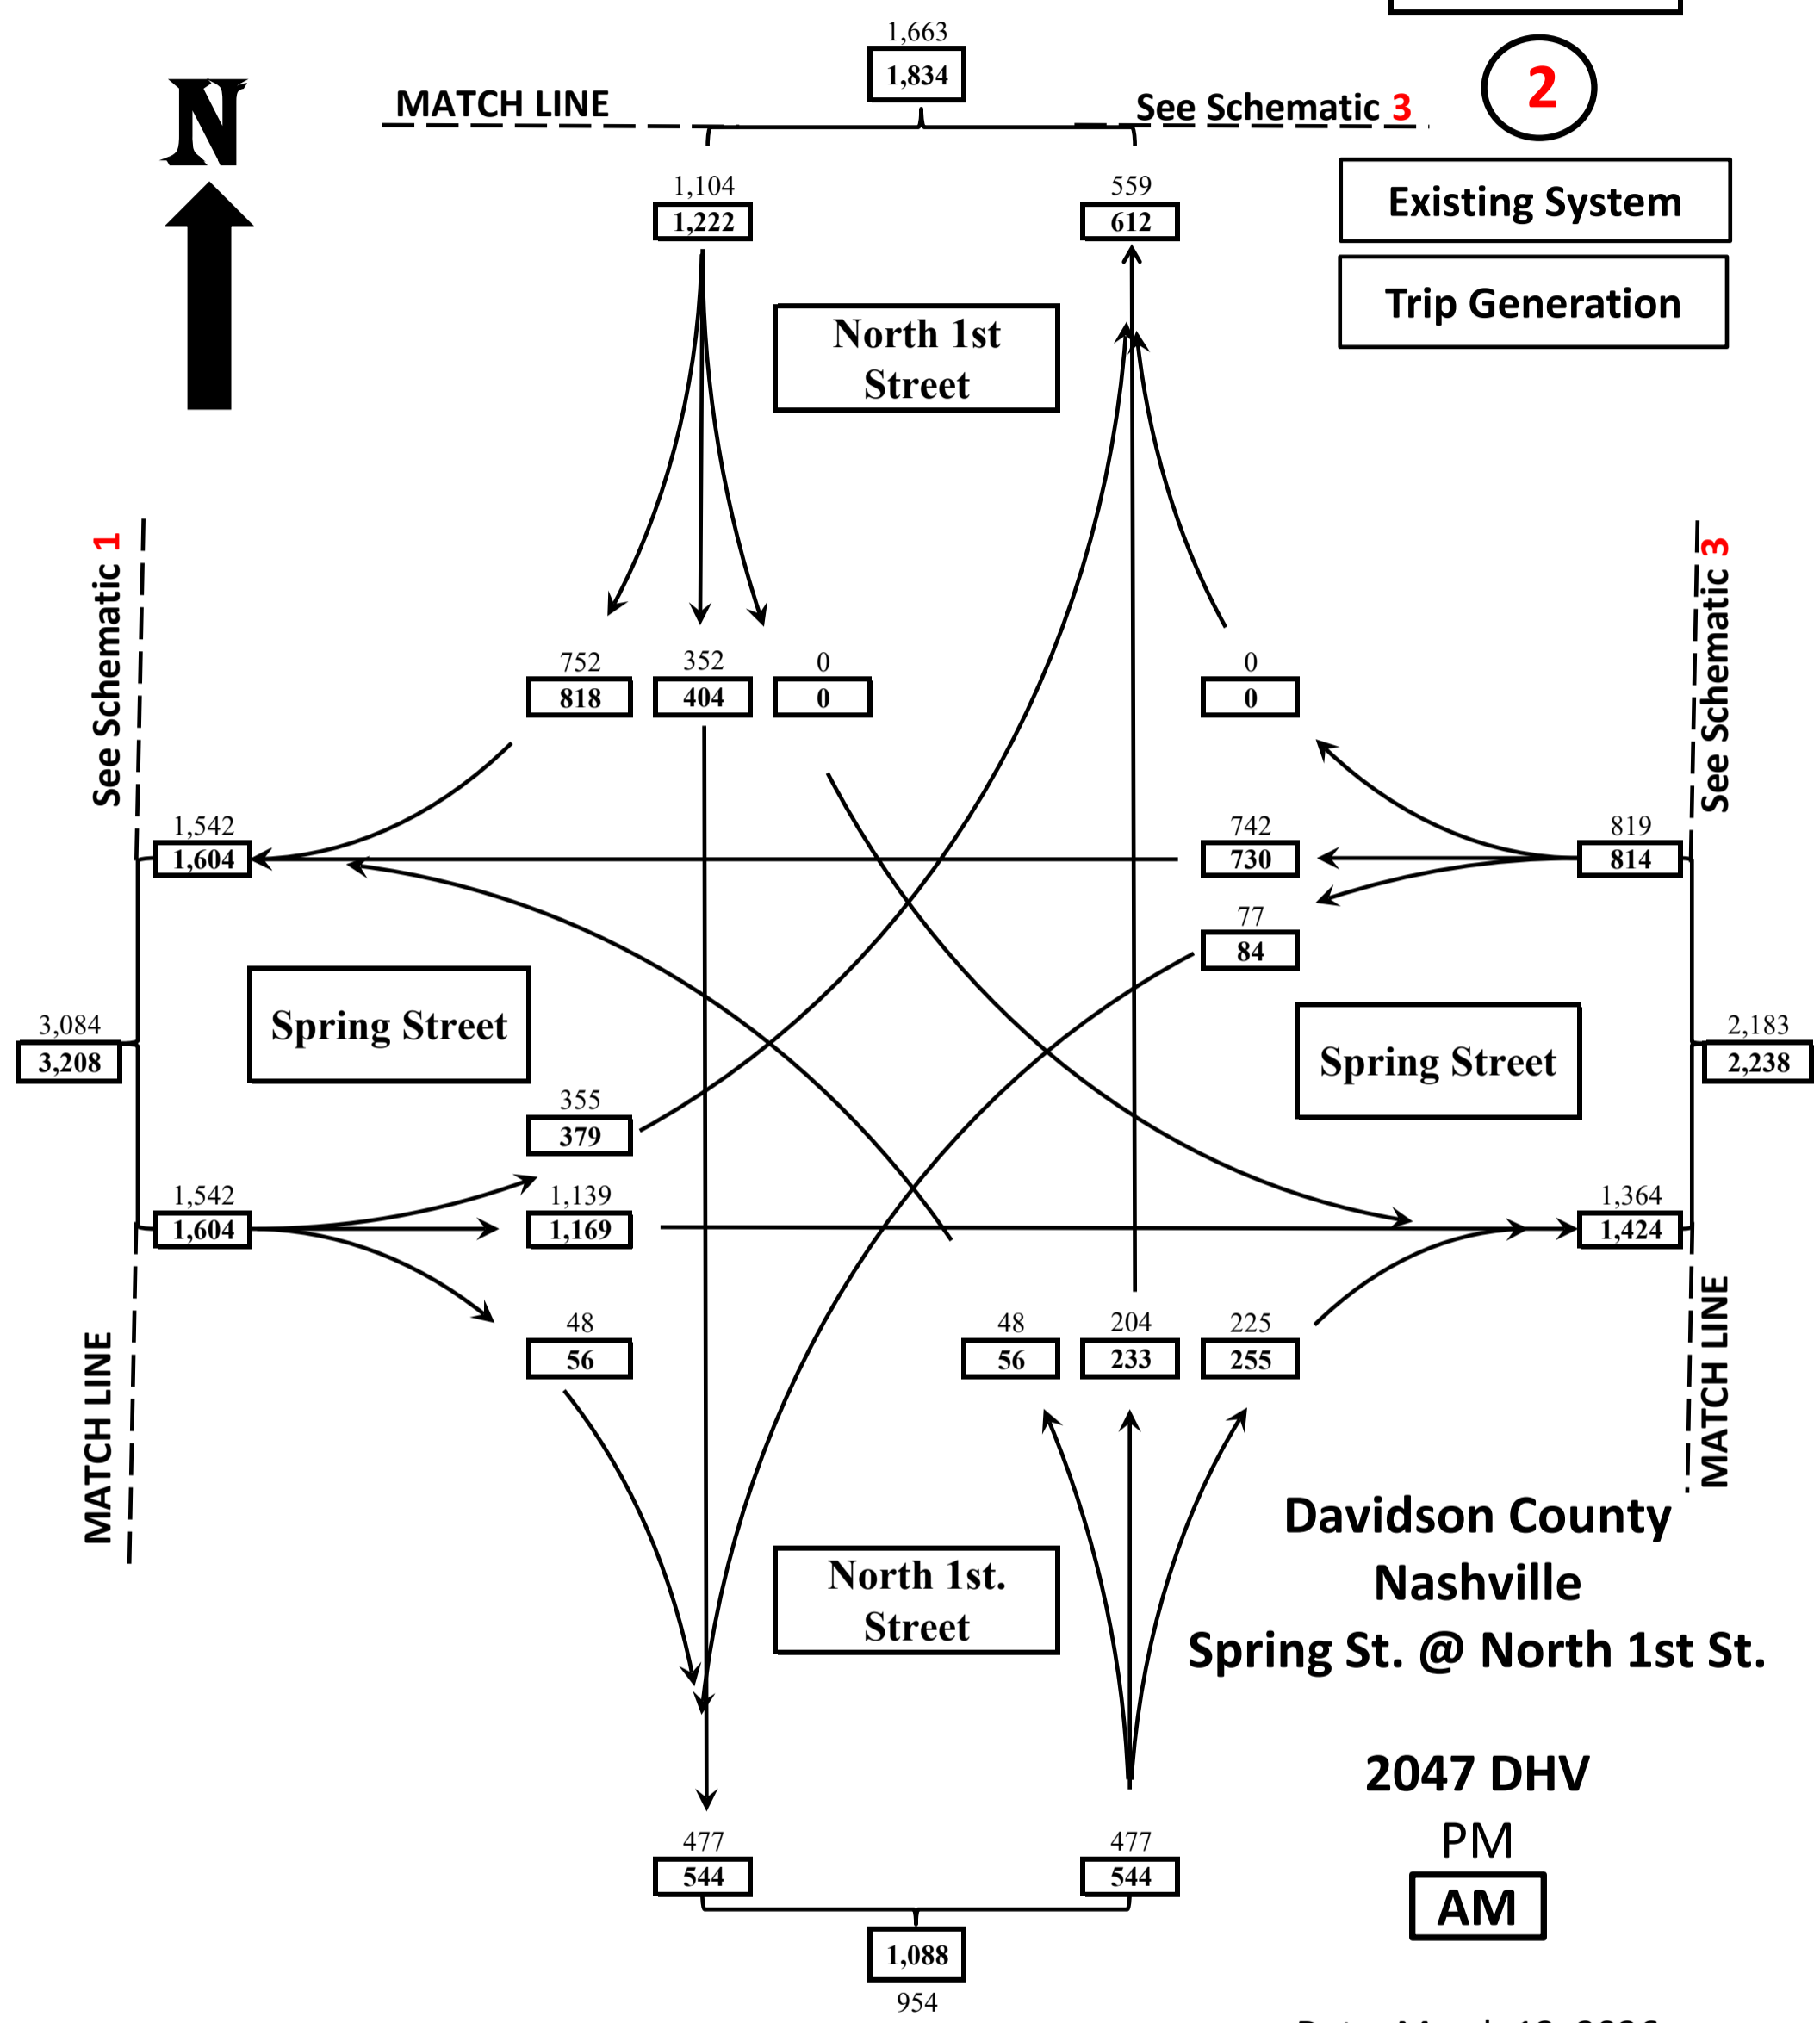 1,663
1,834
MATCH LINE
See Schematic 3
2
N
1,104
1,222
559
612
Existing System
Trip Generation
North 1st
Street
See Schematic 1
See Schematic 3
752
818
352
404
0
0
0
0
1,542
1,604
742
730
819
814
77
84
Spring Street
Spring Street
3,084
3,208
2,183
2,238
355
379
1,542
1,604
1,139
1,169
1,364
1,424
48
56
48
56
204
233
225
255
MATCH LINE
MATCH LINE
North 1st.
Street
Davidson County
Nashville
Spring St. @ North 1st St.
2047 DHV
PM
AM
477
544
477
544
1,088
954